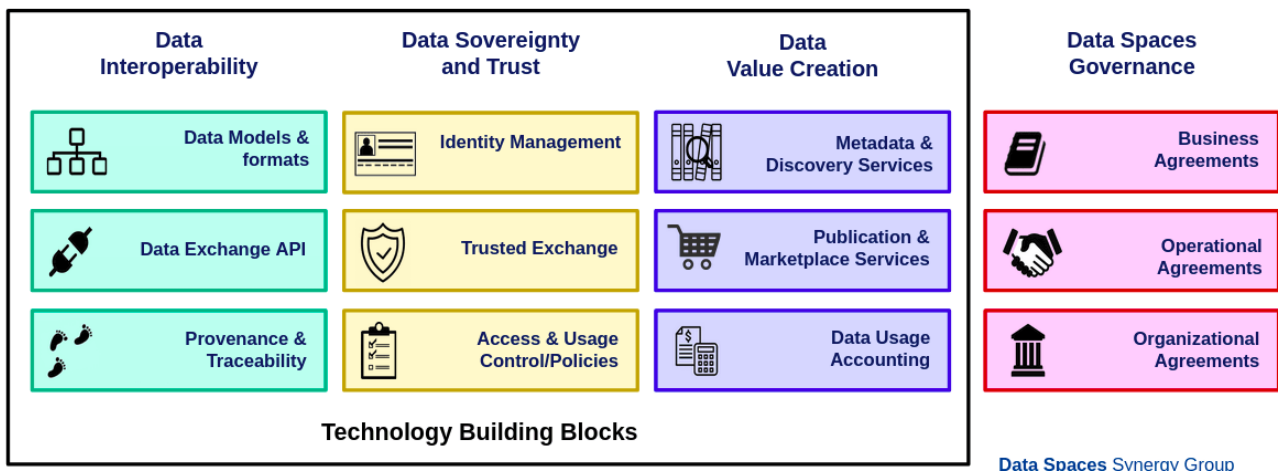 Data
Interoperability
Data Sovereignty
and Trust
Data
Value Creation
Data Spaces
Governance
Data Models &
formats
Identity Management
Metadata &
Discovery Services
Business
Agreements
Data Exchange API
Trusted Exchange
Publication &
Marketplace Services
Operational
Agreements
Provenance &
Traceability
Access & Usage
Control/Policies
$
Data Usage
Accounting
Organizational
Agreements
Technology Building Blocks
Data Spaces Synergy Group